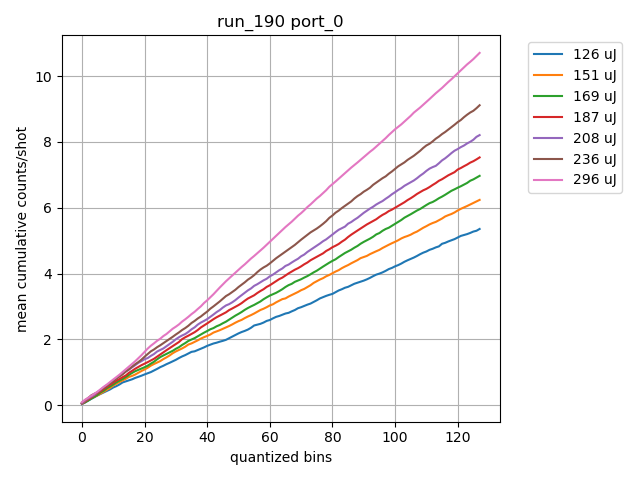 run_190 port_0
126 uJ
151 uJ
169 uJ
187 uJ
208 uJ
236 uJ
296 uJ
mean cumulative counts/shot
10
8
6
4
2
0
0 20 40 60 80 100 120
quantized bins